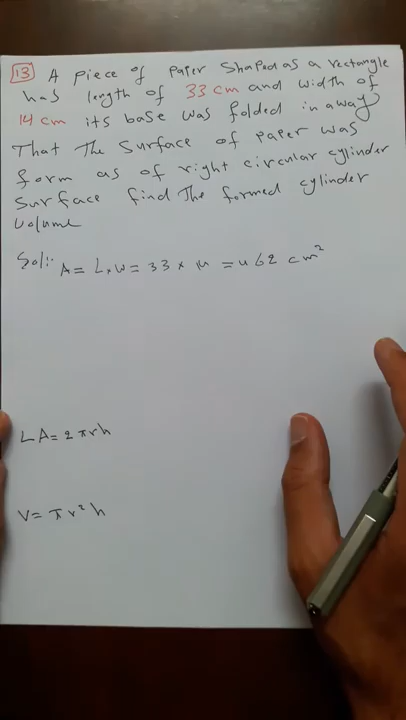 13 A piece of Paper Shaped as a rectangle
has length of 33 cm and width of
14 cm its base was folded in away
That The Surface of Paper was
form as of right circular cylinder
Surface find The formed cylinder
Volume
Sol:- A = L × W = 33 × 14 = 462 cm²
LA = 2πrh
V = πr²h